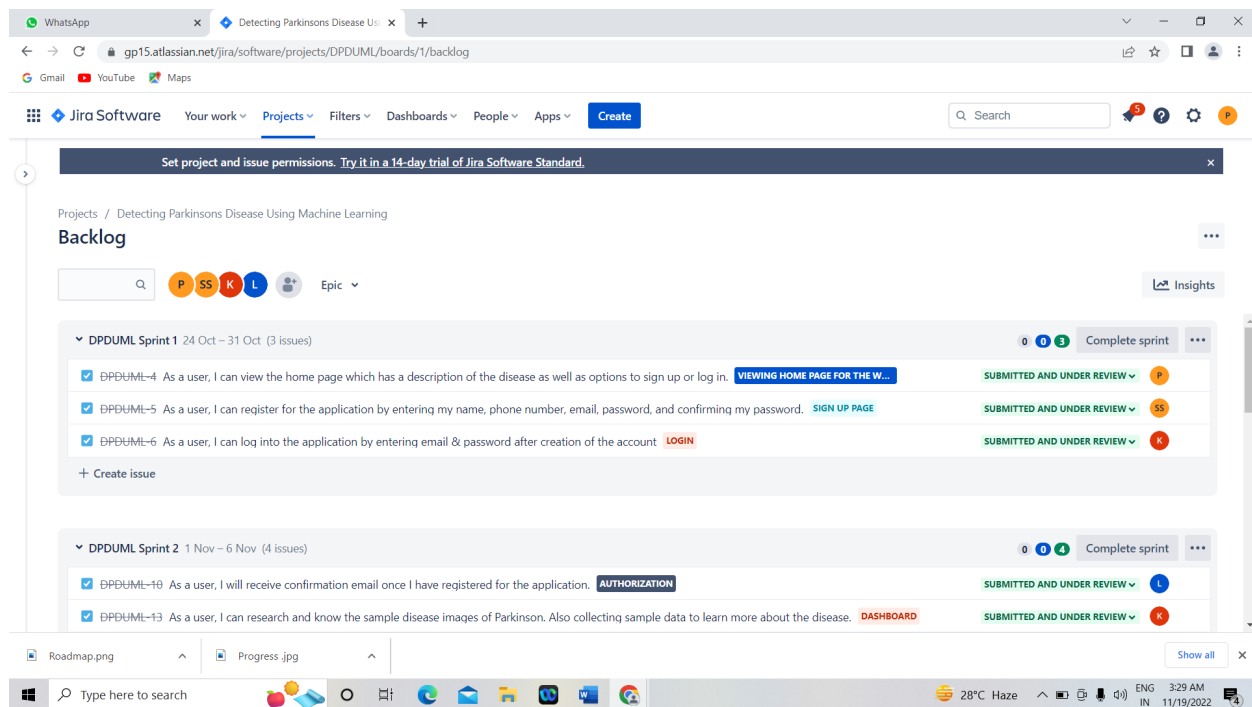 WhatsApp
Detecting Parkinsons Disease Us
gp15.atlassian.net/jira/software/projects/DPDUML/boards/1/backlog
Gmail YouTube Maps
Jira Software Your work Projects Filters Dashboards People Apps Create Search 5 P
Set project and issue permissions. Try it in a 14-day trial of Jira Software Standard.
Projects / Detecting Parkinsons Disease Using Machine Learning
Backlog
P SS K L Epic Insights
DPDUML Sprint 1 24 Oct – 31 Oct (3 issues) 0 0 3 Complete sprint
DPDUML-4 As a user, I can view the home page which has a description of the disease as well as options to sign up or log in. VIEWING HOME PAGE FOR THE W... SUBMITTED AND UNDER REVIEW P
DPDUML-5 As a user, I can register for the application by entering my name, phone number, email, password, and confirming my password. SIGN UP PAGE SUBMITTED AND UNDER REVIEW SS
DPDUML-6 As a user, I can log into the application by entering email & password after creation of the account LOGIN SUBMITTED AND UNDER REVIEW K
+ Create issue
DPDUML Sprint 2 1 Nov – 6 Nov (4 issues) 0 0 4 Complete sprint
DPDUML-10 As a user, I will receive confirmation email once I have registered for the application. AUTHORIZATION SUBMITTED AND UNDER REVIEW L
DPDUML-13 As a user, I can research and know the sample disease images of Parkinson. Also collecting sample data to learn more about the disease. DASHBOARD SUBMITTED AND UNDER REVIEW K
Roadmap.png Progress .jpg Show all
Type here to search 28°C Haze ENG 3:29 AM
IN 11/19/2022 4